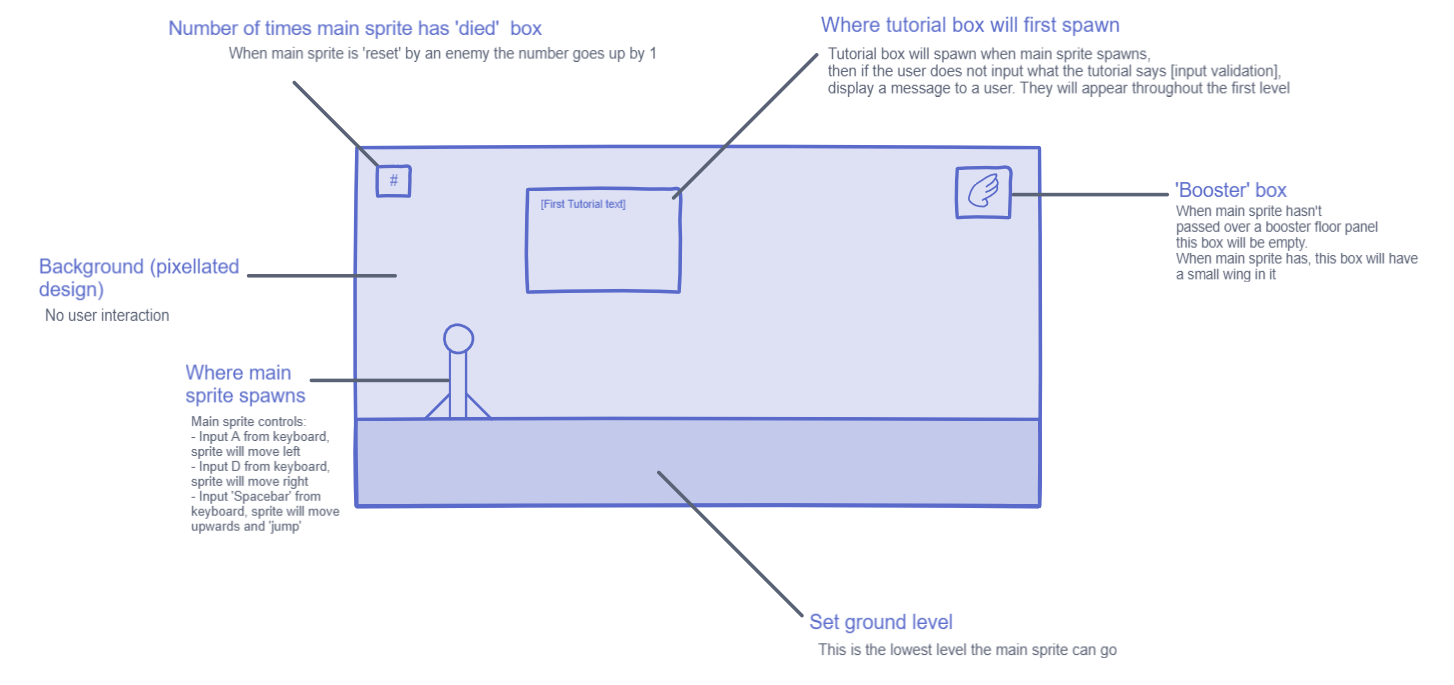 Number of times main sprite has 'died'  box
When main sprite is 'reset' by an enemy the number goes up by 1
Where tutorial box will first spawn
Tutorial box will spawn when main sprite spawns,
then if the user does not input what the tutorial says [input validation],
display a message to a user. They will appear throughout the first level
#
[First Tutorial text]
'Booster' box
When main sprite hasn't
passed over a booster floor panel
this box will be empty.
When main sprite has, this box will have
a small wing in it
Background (pixellated
design)
No user interaction
Where main
sprite spawns
Main sprite controls:
- Input A from keyboard,
sprite will move left
- Input D from keyboard,
sprite will move right
- Input 'Spacebar' from
keyboard, sprite will move
upwards and 'jump'
Set ground level
This is the lowest level the main sprite can go